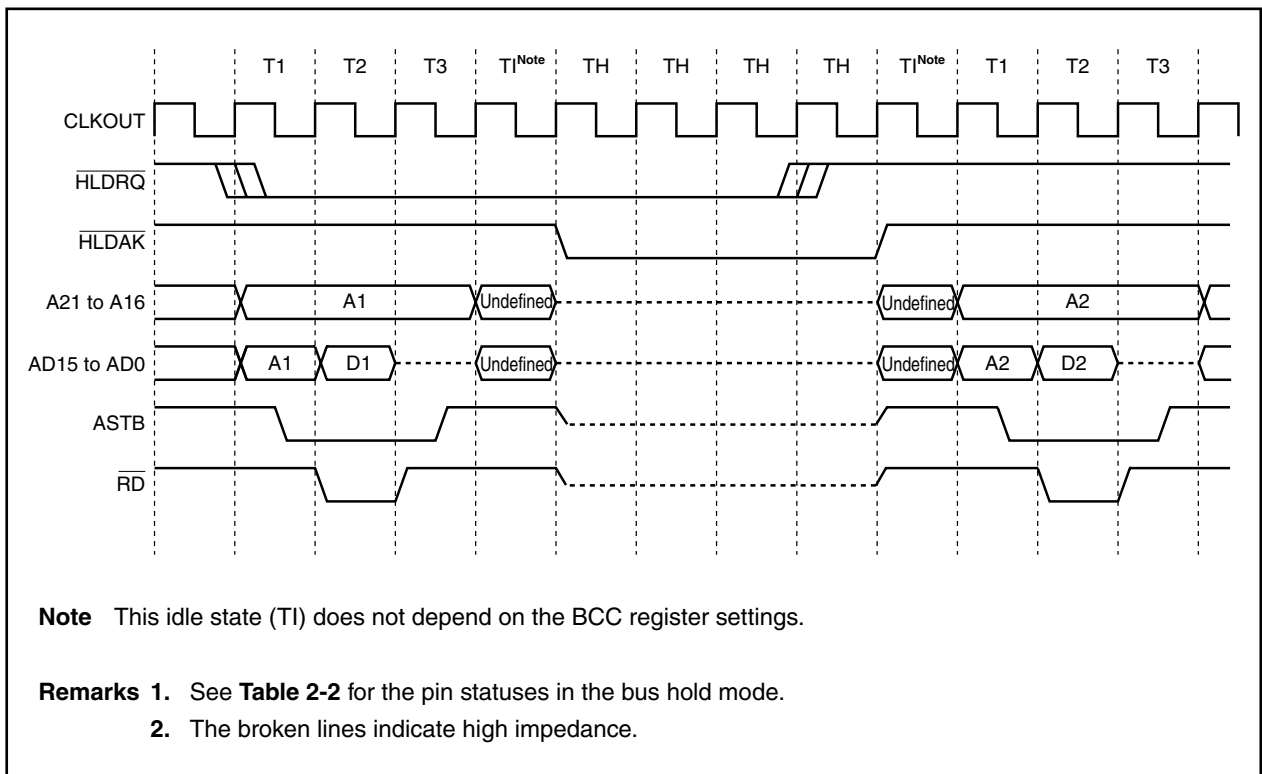 T1 T2 T3 TINote TH TH TH TH TINote T1 T2 T3
CLKOUT
HLDRQ
HLDAK
A21 to A16 A1 Undefined Undefined A2
AD15 to AD0 A1 D1 Undefined Undefined A2 D2
ASTB
RD
Note This idle state (TI) does not depend on the BCC register settings.
Remarks 1. See Table 2-2 for the pin statuses in the bus hold mode.
2. The broken lines indicate high impedance.